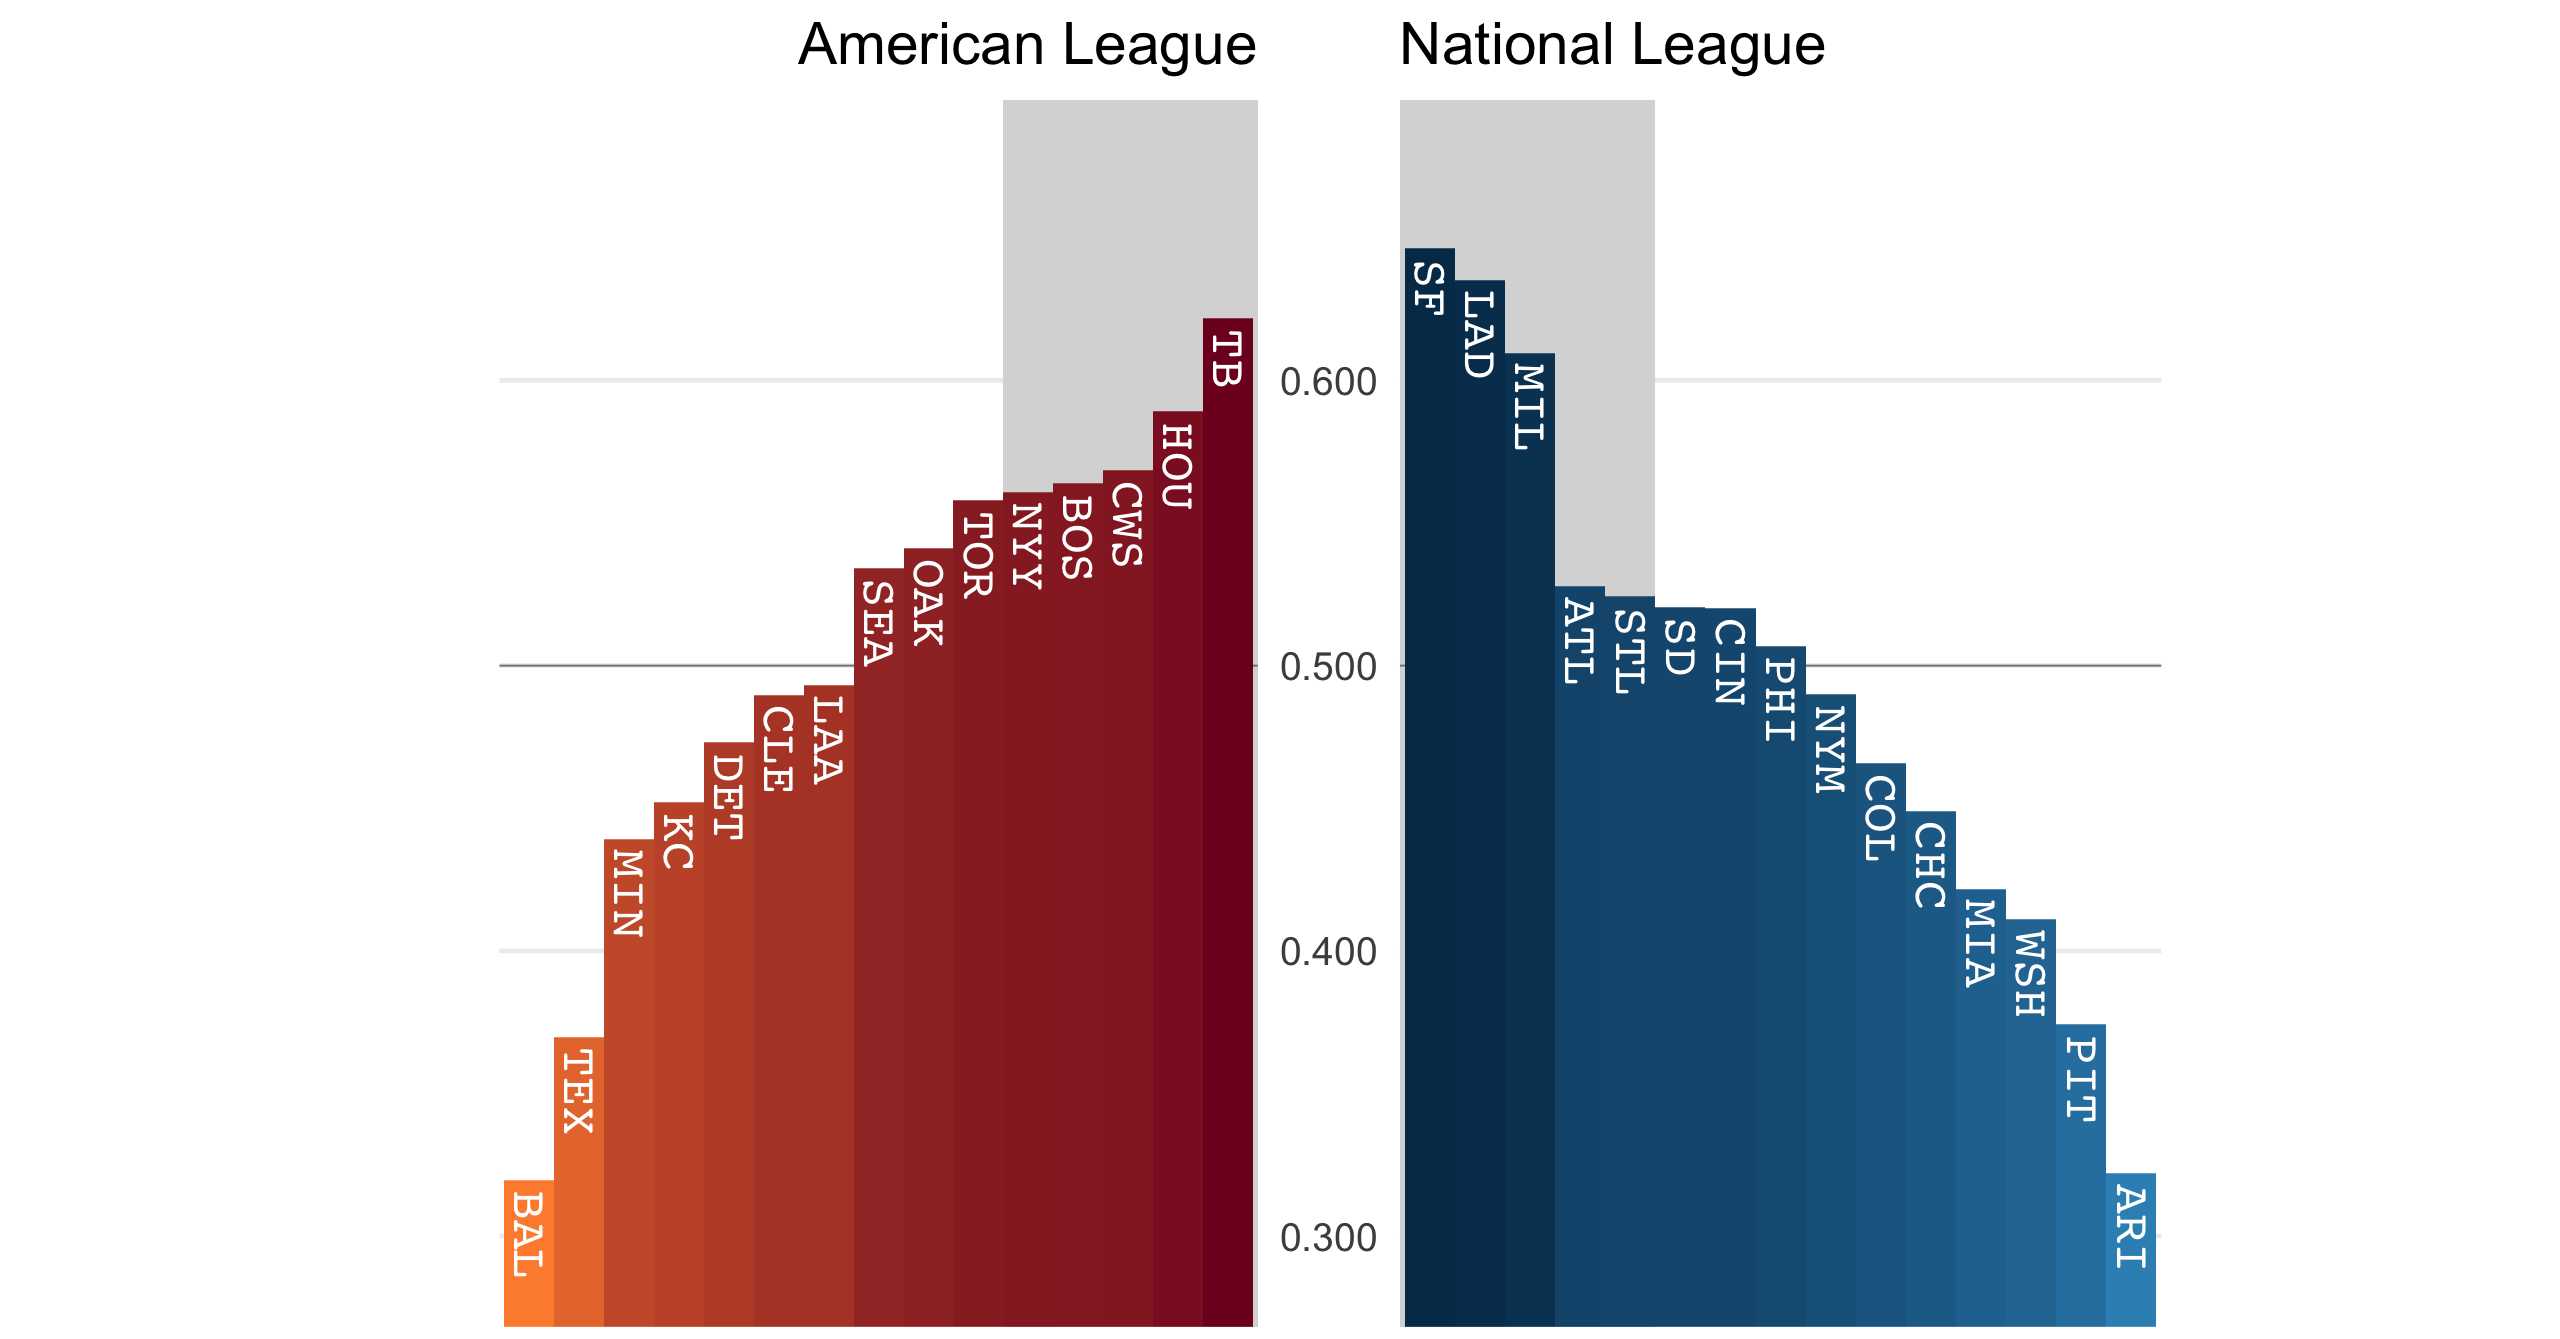 American League
National League
0.600
0.500
0.400
0.300
BAL
TEX
MIN
KC
DET
CLE
LAA
SEA
OAK
TOR
NYY
BOS
CWS
HOU
TB
SF
LAD
MIL
ATL
STL
SD
CIN
PHI
NYM
COL
CHC
MIA
WSH
PIT
ARI